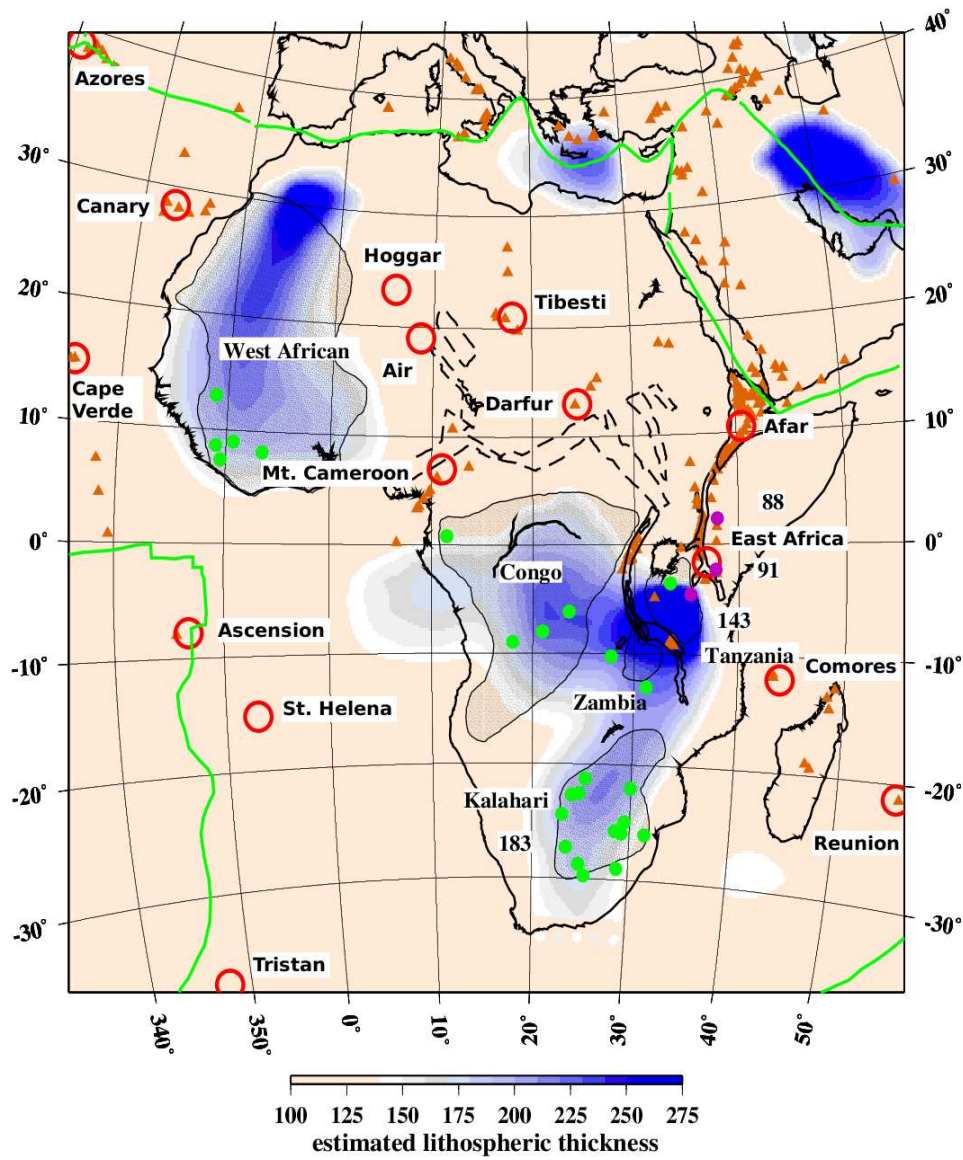 40°
Azores
30°
30°
Canary
Hoggar
20°
Tibesti
20°
West African
Air
Cape
Verde
Darfur
10°
10°
Afar
Mt. Cameroon
88
0°
East Africa
0°
Congo
91
143
Ascension
Tanzania
-10°
Comores
-10°
St. Helena
Zambia
-20°
Kalahari
-20°
183
Reunion
-30°
-30°
Tristan
340°
350°
0°
10°
20°
30°
40°
50°
100 125 150 175 200 225 250 275
estimated lithospheric thickness